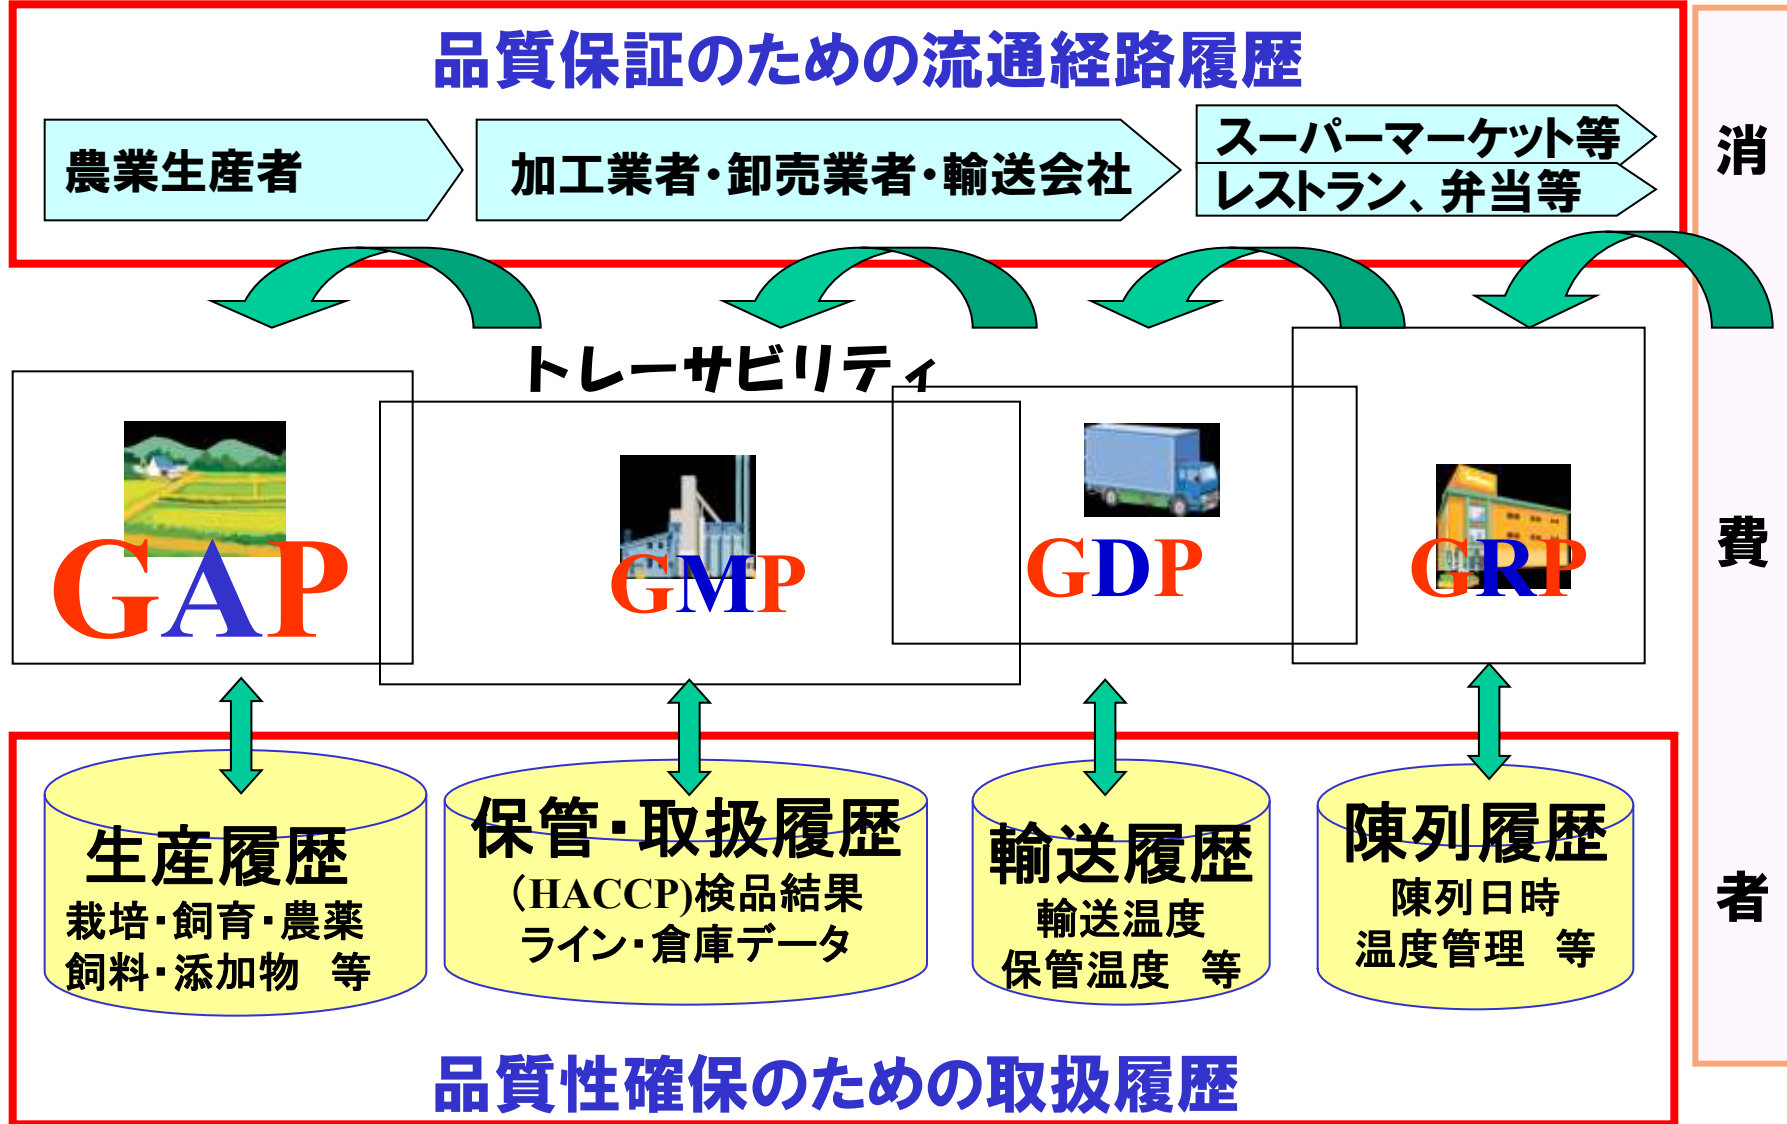 品質保証のための流通経路履歴
農業生産者
加工業者・卸売業者・輸送会社
スーパーマーケット等
レストラン、弁当等
トレーサビリティ
GAP
GMP
GDP
GRP
生産履歴
栽培・飼育・農薬
飼料・添加物 等
保管・取扱履歴
(HACCP)検品結果
ライン・倉庫データ
輸送履歴
輸送温度
保管温度 等
陳列履歴
陳列日時
温度管理 等
品質性確保のための取扱履歴
消費者